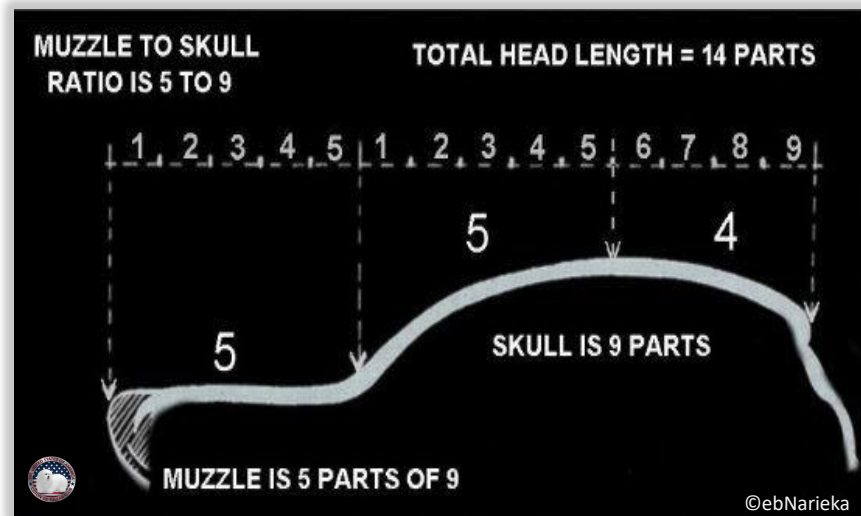 MUZZLE TO SKULL
RATIO IS 5 TO 9
TOTAL HEAD LENGTH = 14 PARTS
1 2 3 4 5 1 2 3 4 5 6 7 8 9
5 4
5
SKULL IS 9 PARTS
MUZZLE IS 5 PARTS OF 9
©ebNarieka